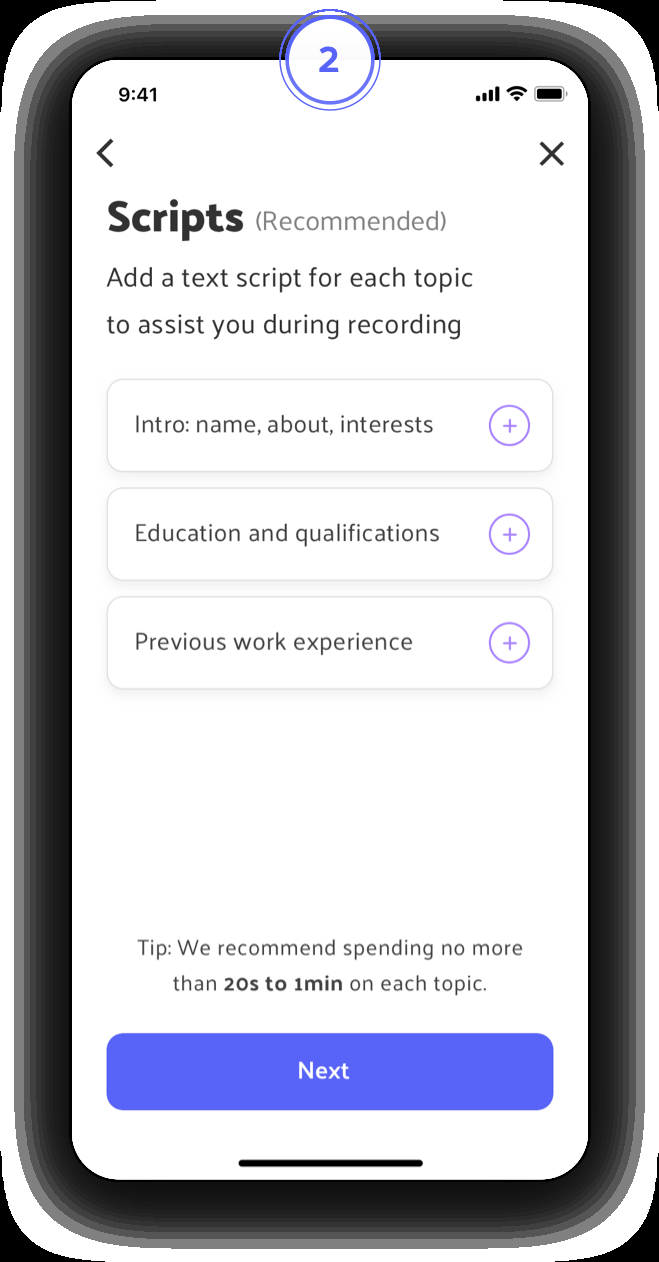 2
9:41
Scripts (Recommended)
Add a text script for each topic
to assist you during recording
Intro: name, about, interests
Education and qualifications
Previous work experience
Tip: We recommend spending no more
than 20s to 1min on each topic.
Next